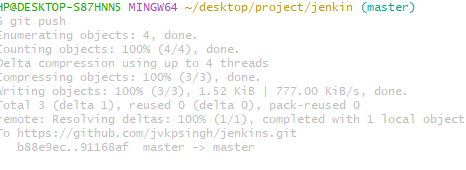 HP@DESKTOP-S87HNN5 MINGW64 ~/desktop/project/jenkin (master)
$ git push
Enumerating objects: 4, done.
Counting objects: 100% (4/4), done.
Delta compression using up to 4 threads
Compressing objects: 100% (3/3), done.
Writing objects: 100% (3/3), 1.52 KiB | 777.00 KiB/s, done.
Total 3 (delta 1), reused 0 (delta 0), pack-reused 0
remote: Resolving deltas: 100% (1/1), completed with 1 local object
To https://github.com/jvkpsingh/jenkins.git
b88e9ec..91168af master -> master